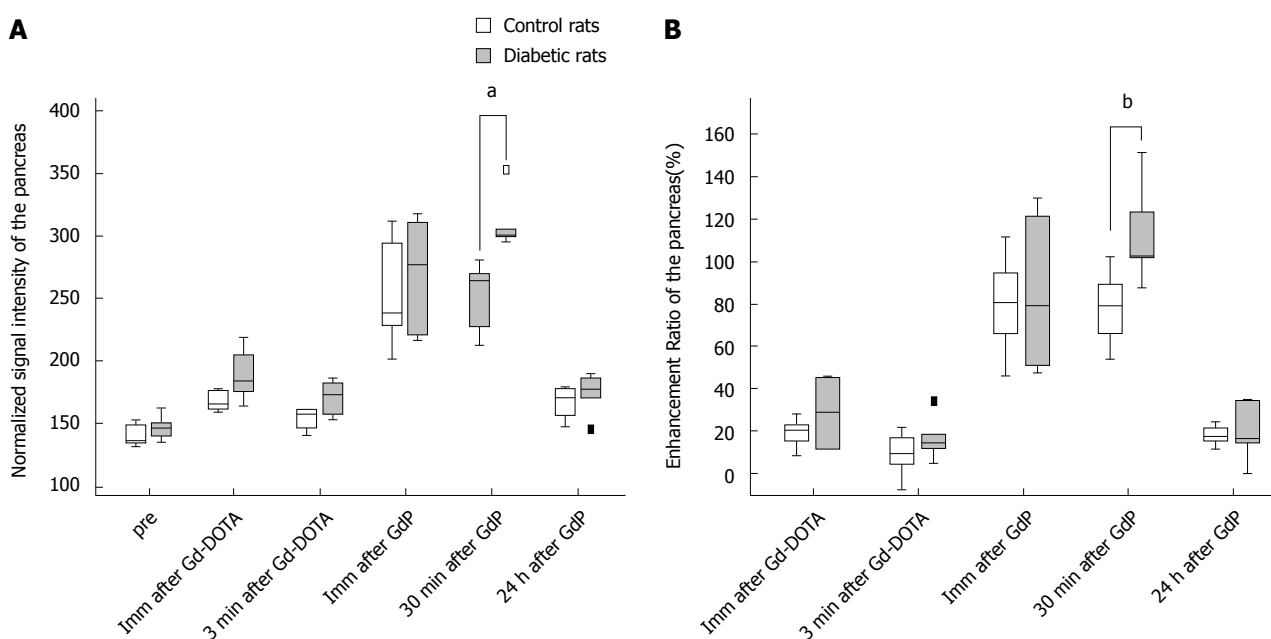 A
Control rats
Diabetic rats
B
a
b
Normalized signal intensity of the pancreas
400
350
300
250
200
150
100
pre
Imm after Gd-DOTA
3 min after Gd-DOTA
Imm after GdP
30 min after GdP
24 h after GdP
Enhancement Ratio of the pancreas(%)
160
140
120
100
80
60
40
20
0
Imm after Gd-DOTA
3 min after Gd-DOTA
Imm after GdP
30 min after GdP
24 h after GdP